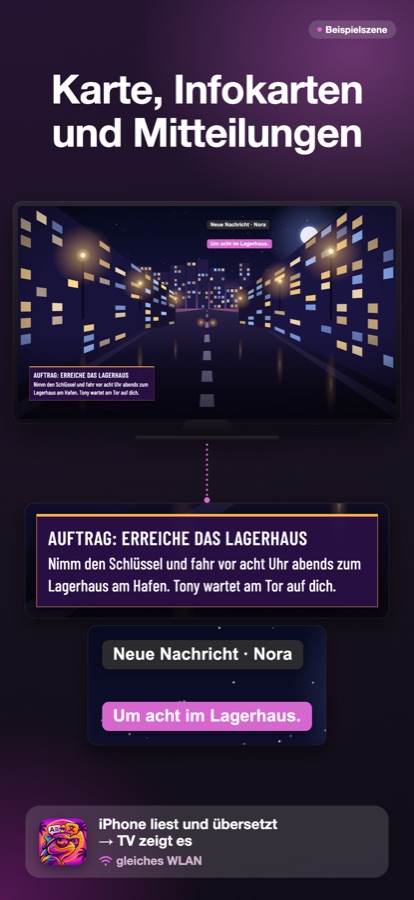 Beispielszene
Karte, Infokarten
und Mitteilungen
Neue Nachricht · Nora
Um acht im Lagerhaus.
AUFTRAG: ERREICHE DAS LAGERHAUS
Nimm den Schlüssel und fahr vor acht Uhr abends zum
Lagerhaus am Hafen. Tony wartet am Tor auf dich.
AUFTRAG: ERREICHE DAS LAGERHAUS
Nimm den Schlüssel und fahr vor acht Uhr abends zum
Lagerhaus am Hafen. Tony wartet am Tor auf dich.
Neue Nachricht · Nora
Um acht im Lagerhaus.
iPhone liest und übersetzt
→ TV zeigt es
gleiches WLAN